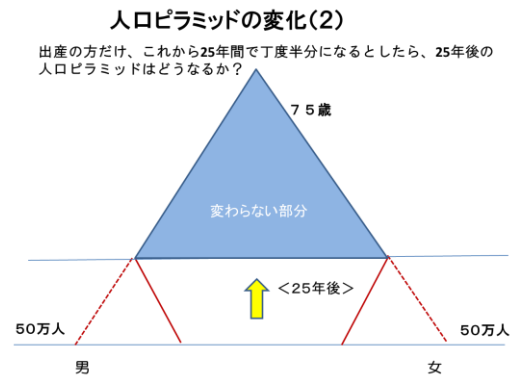 人口ピラミッドの変化(2)
出産の方だけ、これから25年間で丁度半分になるとしたら、25年後の
人口ピラミッドはどうなるか？
７５歳
変わらない部分
＜25年後＞
50万人
50万人
男
女